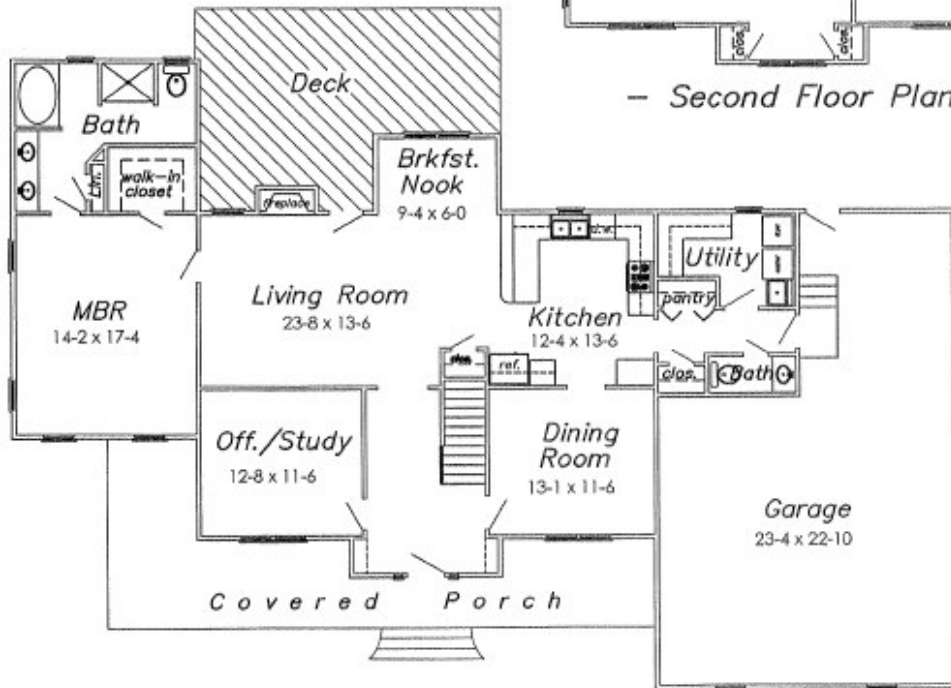 clos.
clos.
- Second Floor Plan
Deck
Bath
Lin.
walk-in
closet
fireplace
Brkfst.
Nook
9-4 x 6-0
d.w.
Utility
pantry
MBR
14-2 x 17-4
Living Room
23-8 x 13-6
Kitchen
12-4 x 13-6
clos.
ref.
clos.
Bath
Off./Study
12-8 x 11-6
Dining
Room
13-1 x 11-6
Garage
23-4 x 22-10
Covered Porch